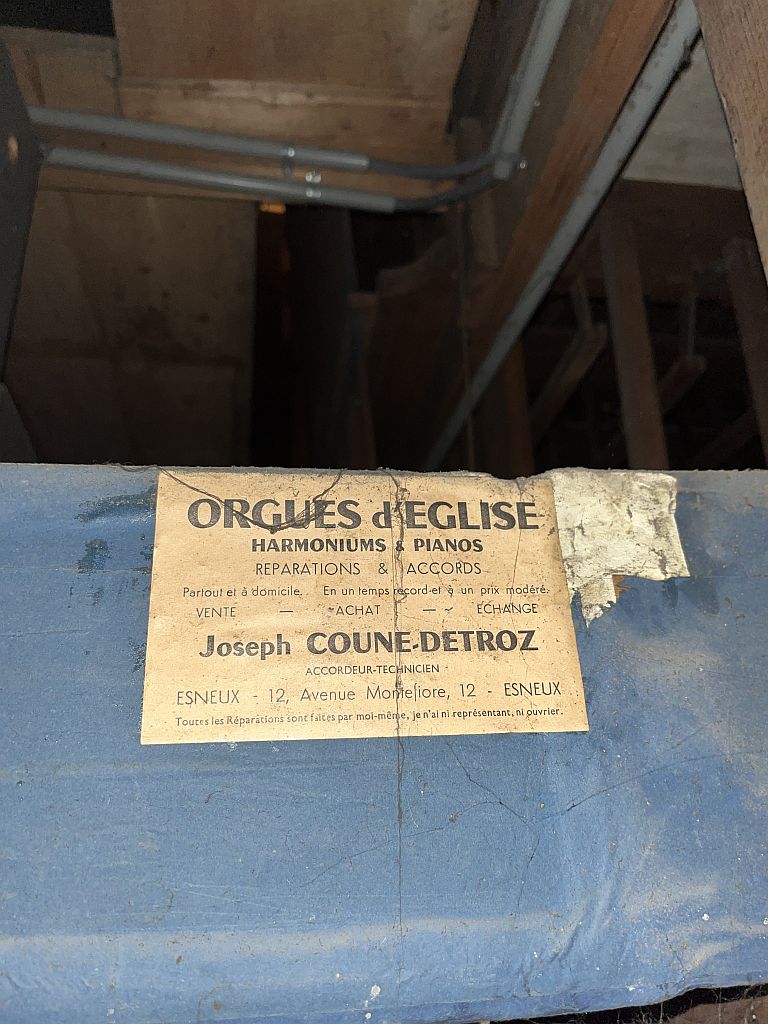 ORGUES d'EGLISE
HARMONIUMS & PIANOS
REPARATIONS & ACCORDS
Partout et à domicile. En un temps record et à un prix modéré.
VENTE — ACHAT — ECHANGE
Joseph COUNE-DETROZ
ACCORDEUR-TECHNICIEN
ESNEUX - 12, Avenue Montefiore, 12 - ESNEUX
Toutes les Réparations sont faites par moi-même, je n'ai ni représentant, ni ouvrier.